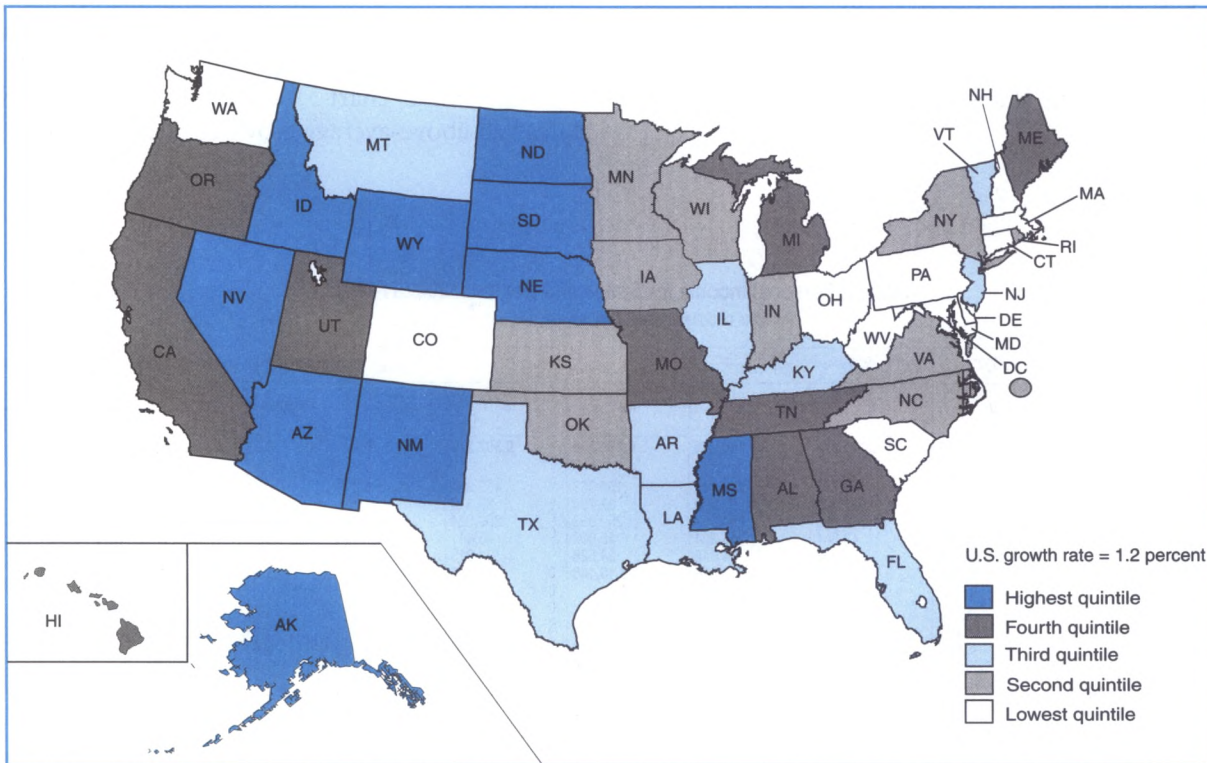 WA
MT
ND
MN
OR
ID
SD
WI
WY
MI
NH
VT
ME
NY
MA
RI
CT
NV
NE
IA
PA
NJ
UT
CO
IL
IN
OH
DE
CA
KS
MO
WV
VA
MD
KY
DC
AZ
NM
OK
TN
NC
AR
SC
TX
LA
MS
AL
GA
FL
HI
AK
U.S. growth rate = 1.2 percent
Highest quintile
Fourth quintile
Third quintile
Second quintile
Lowest quintile